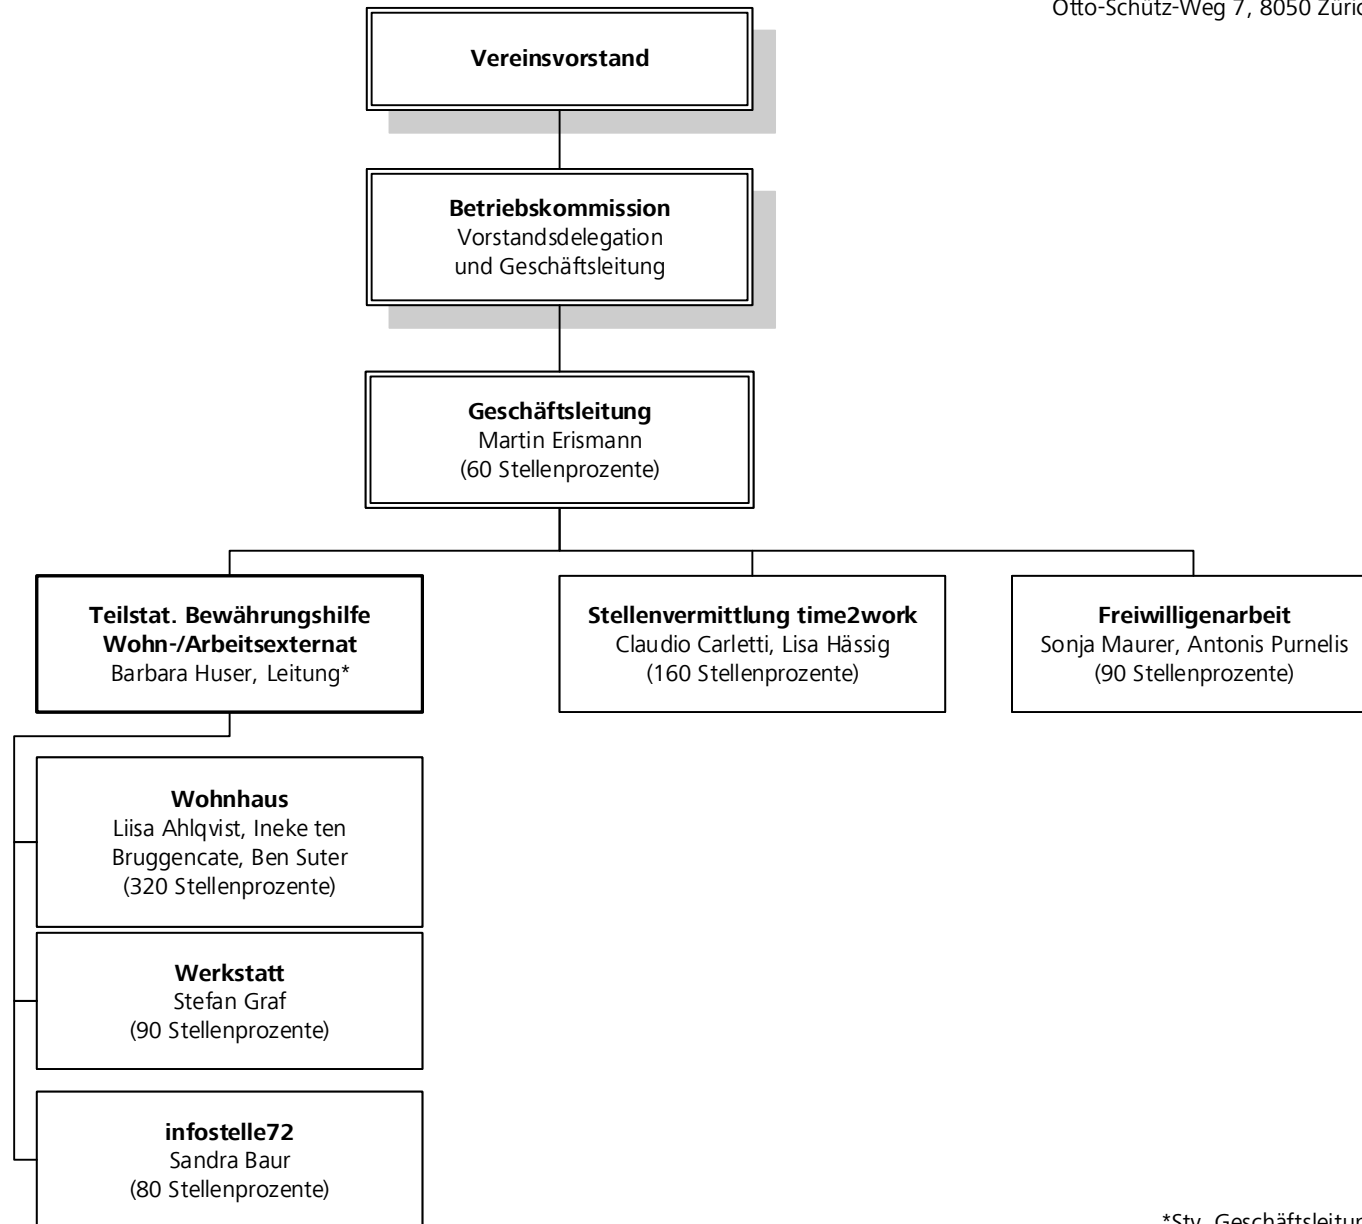 Otto-Schütz-Weg 7, 8050
Vereinsvorstand
Betriebskommission
Vorstandsdelegation
und Geschäftsleitung
Geschäftsleitung
Martin Erismann
(60 Stellenprozente)
Teilstat. Bewährungshilfe
Wohn-/Arbeitsexternat
Barbara Huser, Leitung*
Stellenvermittlung time2work
Claudio Carletti, Lisa Hässig
(160 Stellenprozente)
Freiwilligenarbeit
Sonja Maurer, Antonis Purnelis
(90 Stellenprozente)
Wohnhaus
Liisa Ahlqvist, Ineke ten
Bruggencate, Ben Suter
(320 Stellenprozente)
Werkstatt
Stefan Graf
(90 Stellenprozente)
infostelle72
Sandra Baur
(80 Stellenprozente)
*Stv.